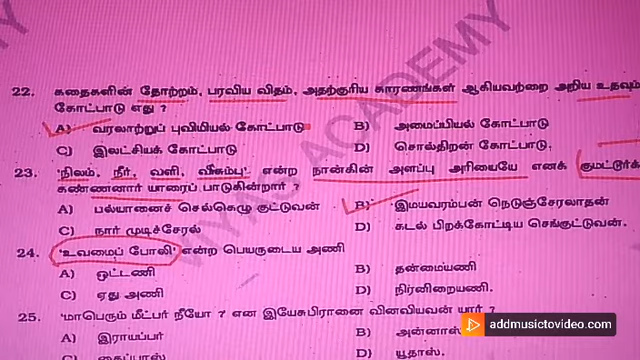 22. கதைகளின் தோற்றம், பரவிய விதம், அதற்குரிய காரணங்கள் ஆகியவற்றை அறிய உதவும்
கோட்பாடு எது ?
A) வரலாற்றுப் புவியியல் கோட்பாடு B) அமைப்பியல் கோட்பாடு
C) இலட்சியக் கோட்பாடு D) சொல்திறன் கோட்பாடு.
23. 'நிலம், நீர், வளி, விசும்பு' என்ற நான்கின் அளப்பு அரியையே எனக் குமட்டூர்க்
கண்ணனார் யாரைப் பாடுகின்றார் ?
A) பல்யானைச் செல்கெழு குட்டுவன் B) இமயவரம்பன் நெடுஞ்சேரலாதன்
C) நார் முடிச்சேரல் D) கடல் பிறக்கோட்டிய செங்குட்டுவன்.
24. 'உவமைப் போலி' என்ற பெயருடைய அணி
A) ஒட்டணி B) தன்மையணி
C) ஏது அணி D) நிர்னிறையணி.
25. 'மாபெரும் மீட்பர் நீயோ ? என இயேசுபிரானை வினவியவன் யார் ?
A) இராயப்பர் B) அன்னாஸ்
C) கைப்பாஸ் D) யூதாஸ்.
ACADEMY
addmusictovideo.com